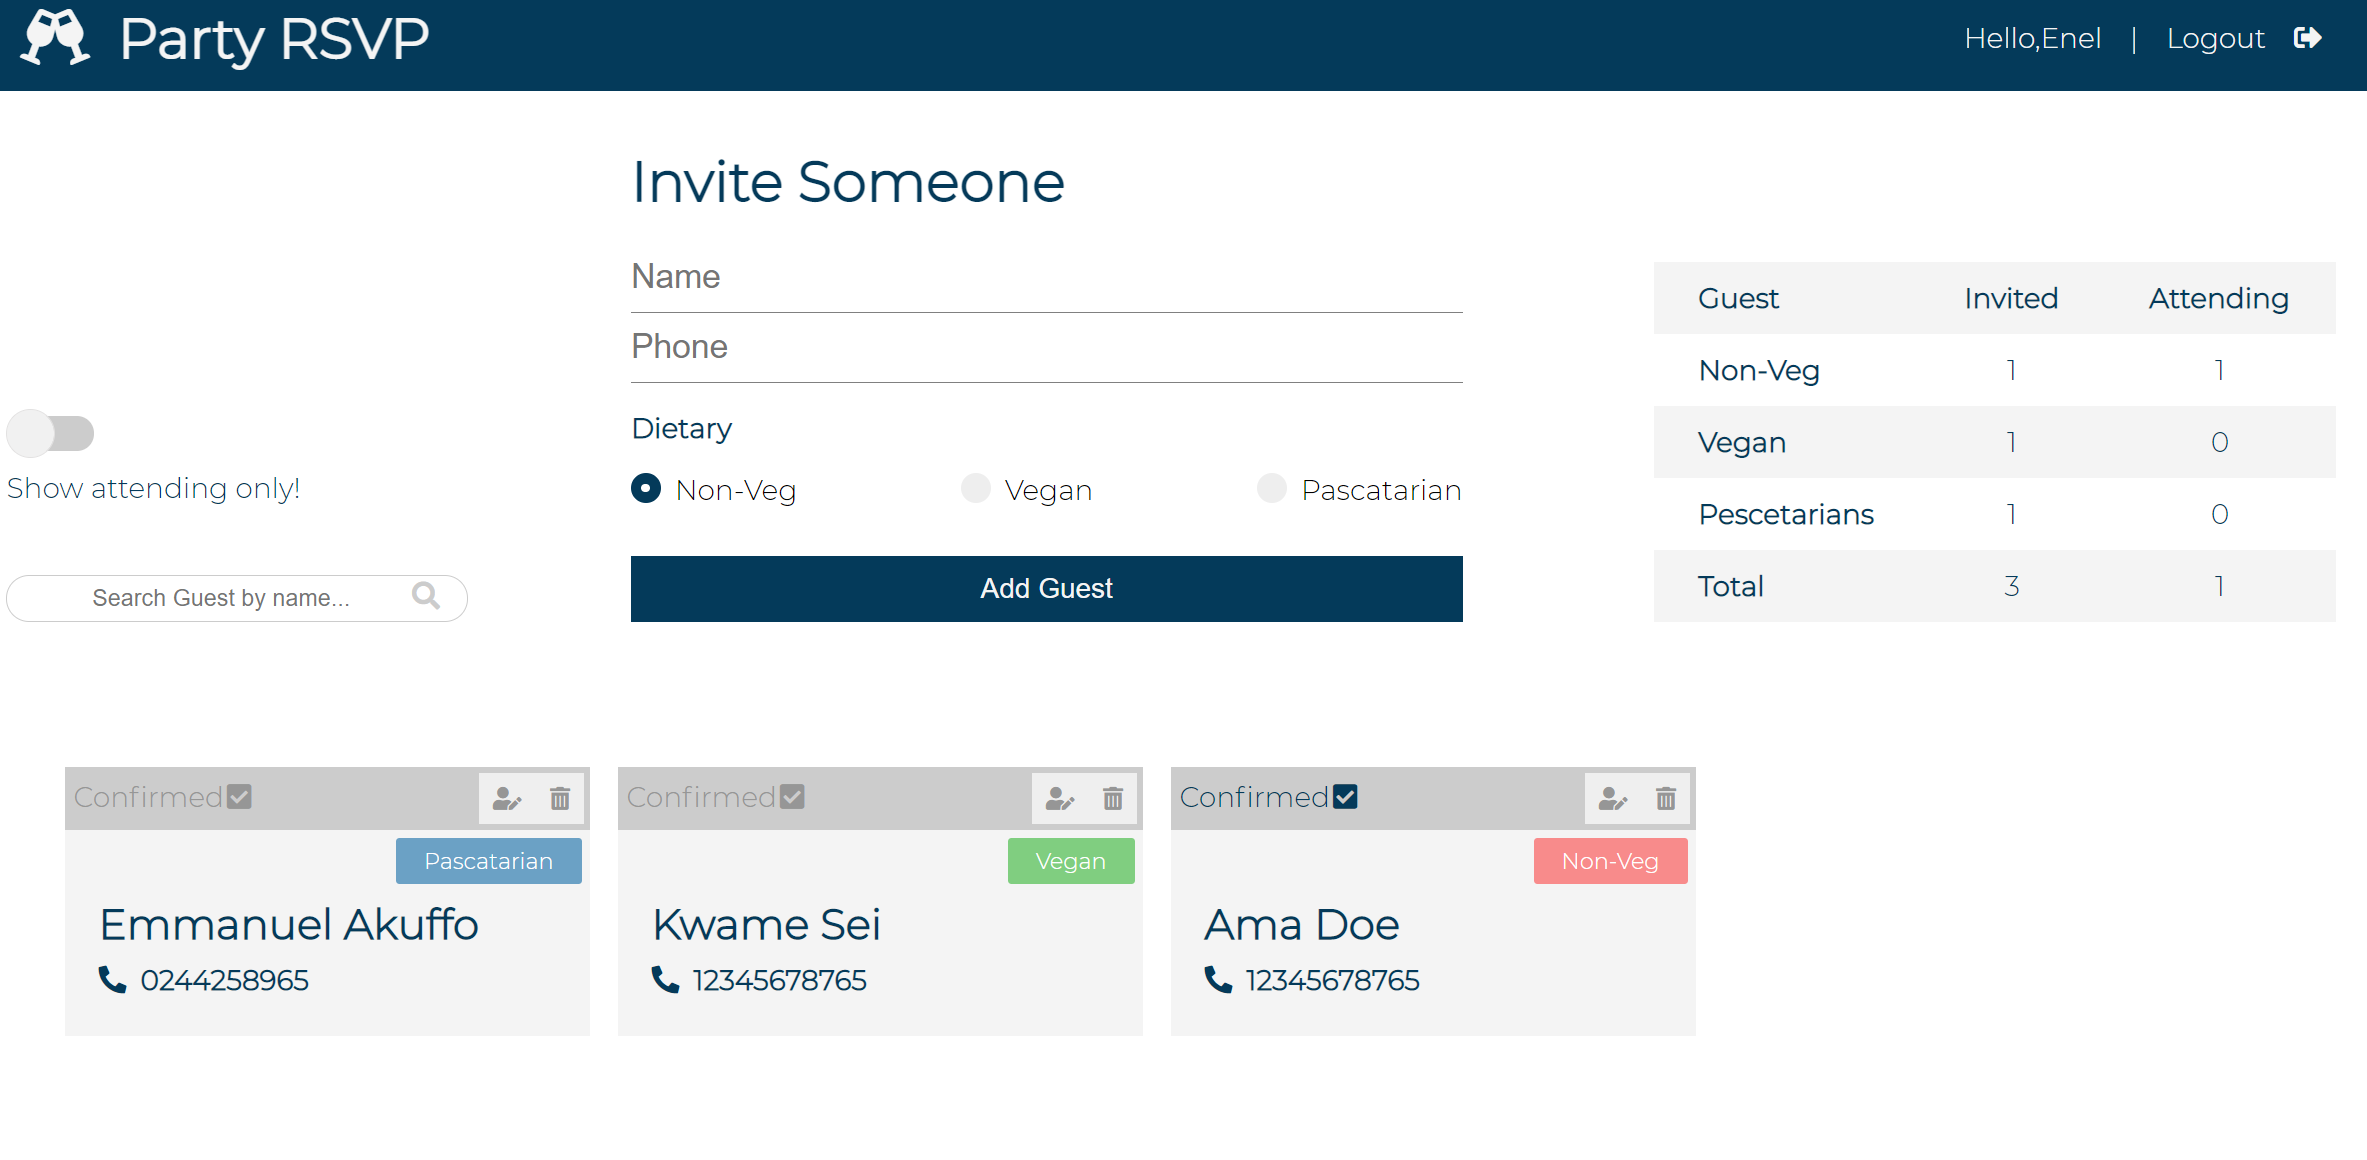 Party RSVP
Hello,Enel | Logout
Invite Someone
Name
Phone
Dietary
Non-Veg Vegan Pascatarian
Add Guest
Show attending only!
Search Guest by name...
Guest Invited Attending
Non-Veg 1 1
Vegan 1 0
Pescetarians 1 0
Total 3 1
Confirmed
Pascatarian
Emmanuel Akuffo
0244258965
Confirmed
Vegan
Kwame Sei
12345678765
Confirmed
Non-Veg
Ama Doe
12345678765